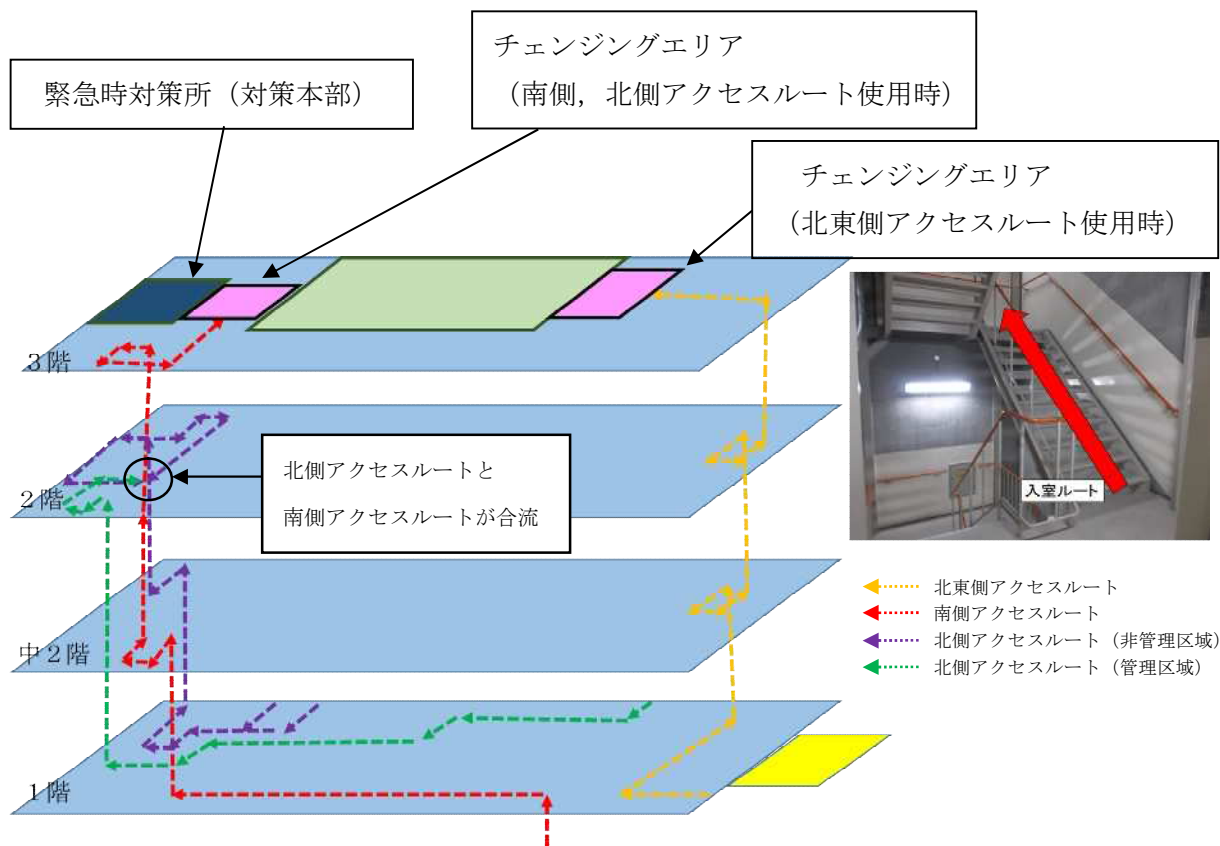 チェンジングエリア
（南側，北側アクセスルート使用時）
緊急時対策所（対策本部）
チェンジングエリア
（北東側アクセスルート使用時）
3階
北側アクセスルートと
南側アクセスルートが合流
2階
入室ルート
北東側アクセスルート
南側アクセスルート
北側アクセスルート（非管理区域）
北側アクセスルート（管理区域）
中2階
1階